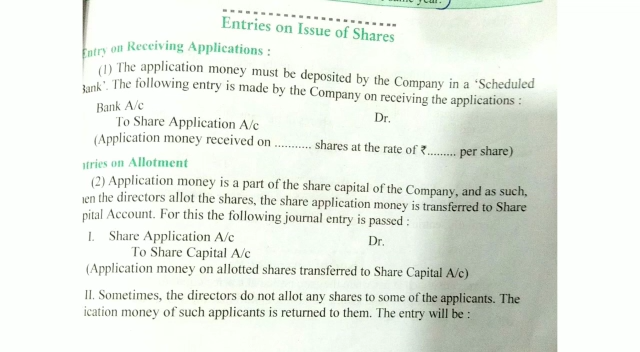 year.
Entries on Issue of Shares
Entry on Receiving Applications :
(1) The application money must be deposited by the Company in a 'Scheduled
Bank'. The following entry is made by the Company on receiving the applications :
Bank A/c Dr.
To Share Application A/c
(Application money received on ........... shares at the rate of ₹......... per share)
ntries on Allotment
(2) Application money is a part of the share capital of the Company, and as such,
en the directors allot the shares, the share application money is transferred to Share
pital Account. For this the following journal entry is passed :
I. Share Application A/c Dr.
To Share Capital A/c
(Application money on allotted shares transferred to Share Capital A/c)
II. Sometimes, the directors do not allot any shares to some of the applicants. The
ication money of such applicants is returned to them. The entry will be :